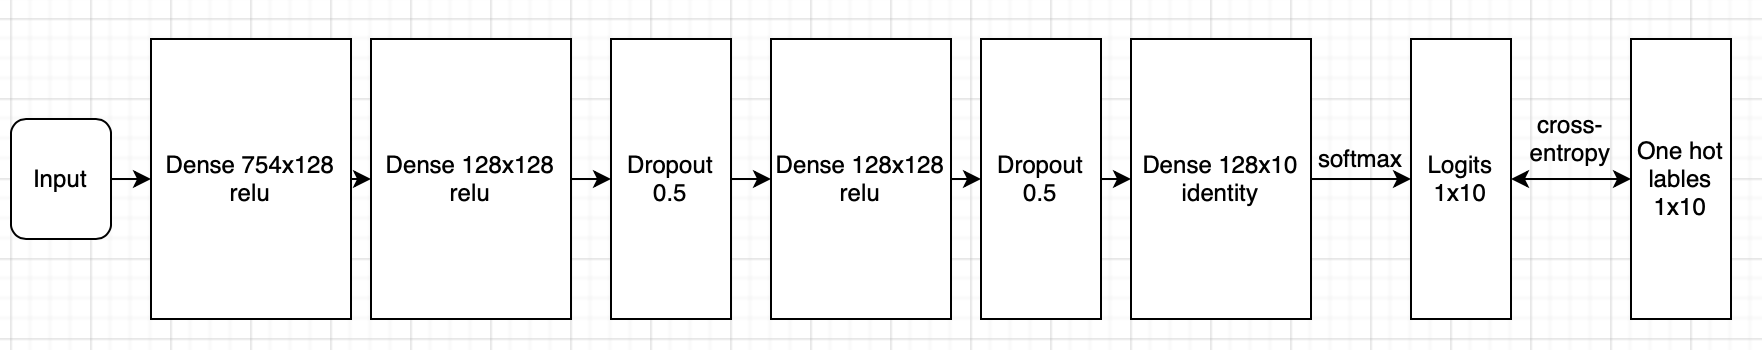 Input
Dense 754x128
relu
Dense 128x128
relu
Dropout
0.5
Dense 128x128
relu
Dropout
0.5
Dense 128x10
identity
softmax
Logits
1x10
cross-
entropy
One hot
lables
1x10